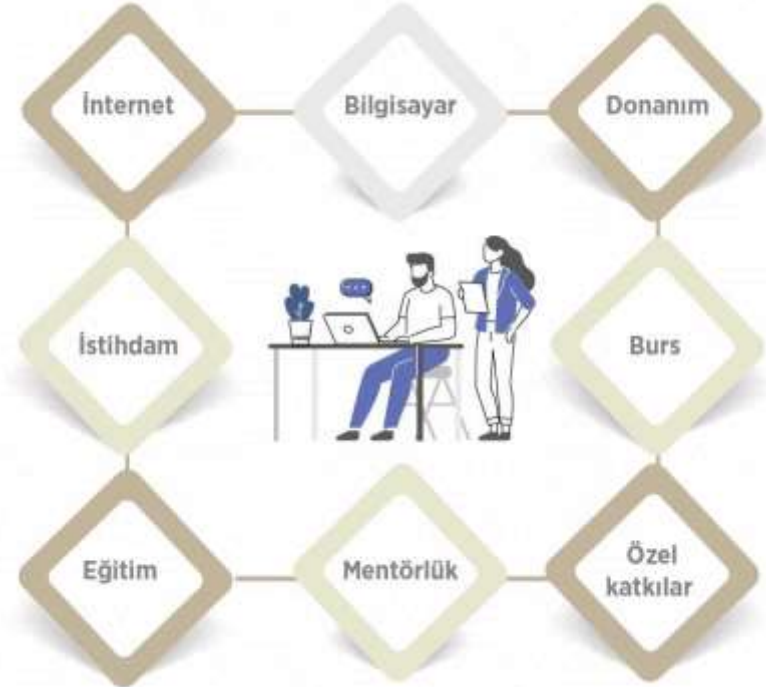 İnternet
Bilgisayar
Donanım
İstihdam
Burs
Eğitim
Mentörlük
Özel
katkılar